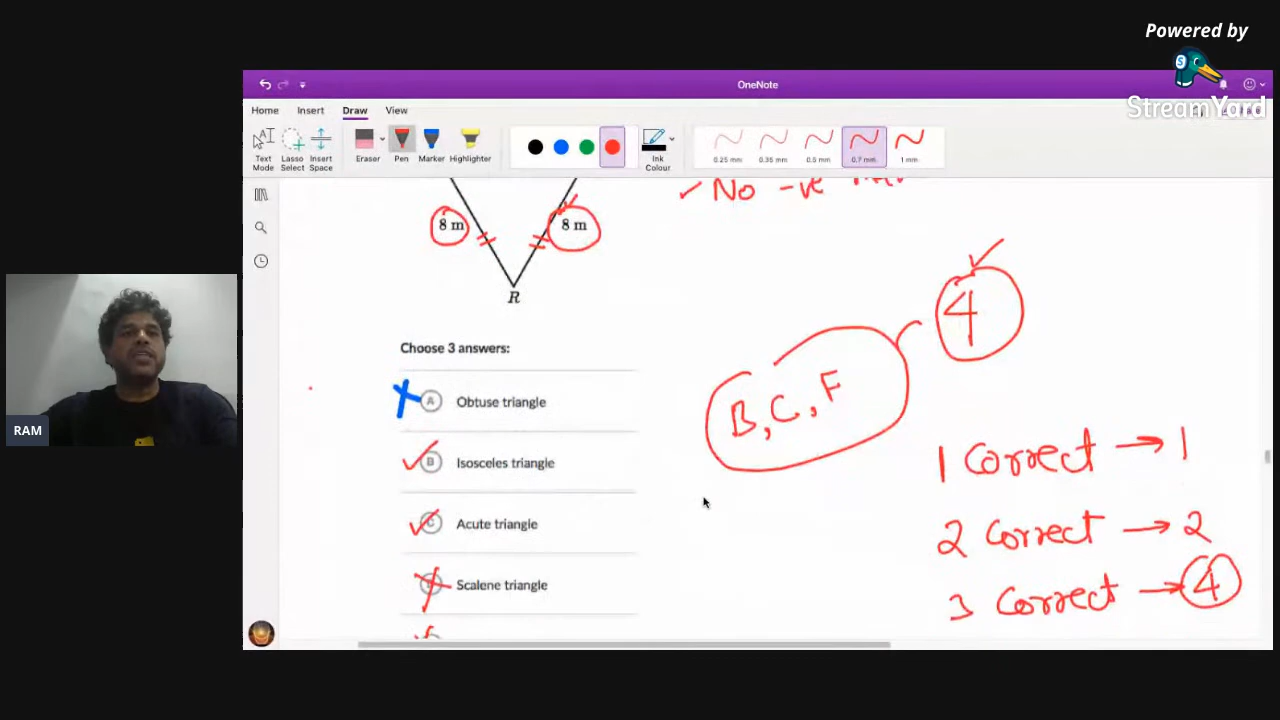 Powered by
StreamYard
OneNote
Home Insert Draw View
Text Mode
Lasso Select
Insert Space
Eraser
Pen
Marker
Highlighter
Ink Colour
0.25 mm
0.35 mm
0.5 mm
0.7 mm
1 mm
No -ve
8 m
8 m
R
4
Choose 3 answers:
A Obtuse triangle
B, C, F
B Isosceles triangle
1 Correct → 1
C Acute triangle
2 Correct → 2
Scalene triangle
3 Correct → 4
RAM